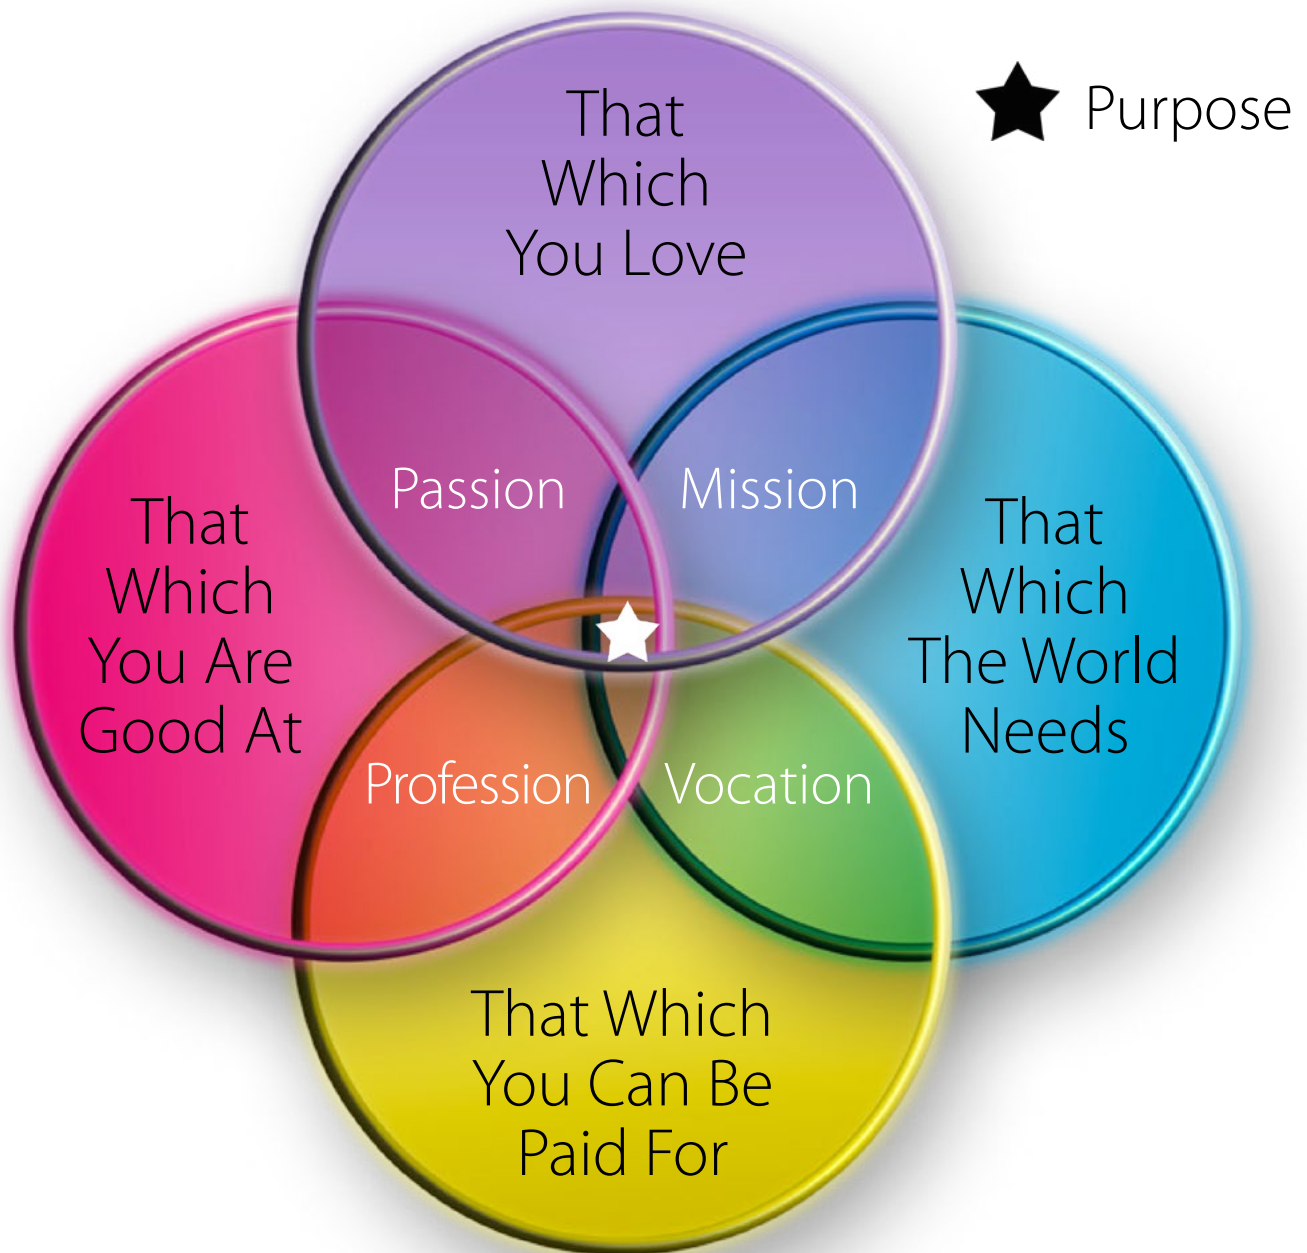 That
Which
You Love
Purpose
Passion
Mission
That
Which
You Are
Good At
That
Which
The World
Needs
Profession
Vocation
That Which
You Can Be
Paid For